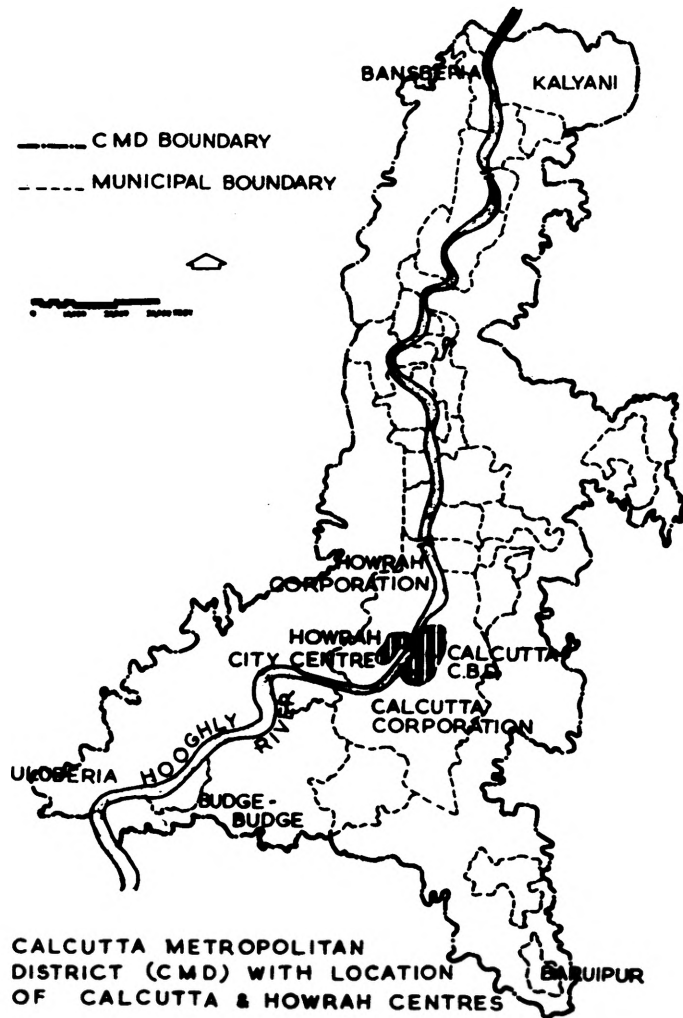 BANSBERIA
KALYANI
CMD BOUNDARY
MUNICIPAL BOUNDARY
0
HOWRAH
CORPORATION
HOWRAH
CITY CENTRE
CALCUTTA
C.B.D.
CALCUTTA
CORPORATION
HOOGHLY
RIVER
ULUBERIA
BUDGE-
BUDGE
BARUIPUR
CALCUTTA METROPOLITAN
DISTRICT (CMD) WITH LOCATION
OF CALCUTTA & HOWRAH CENTRES